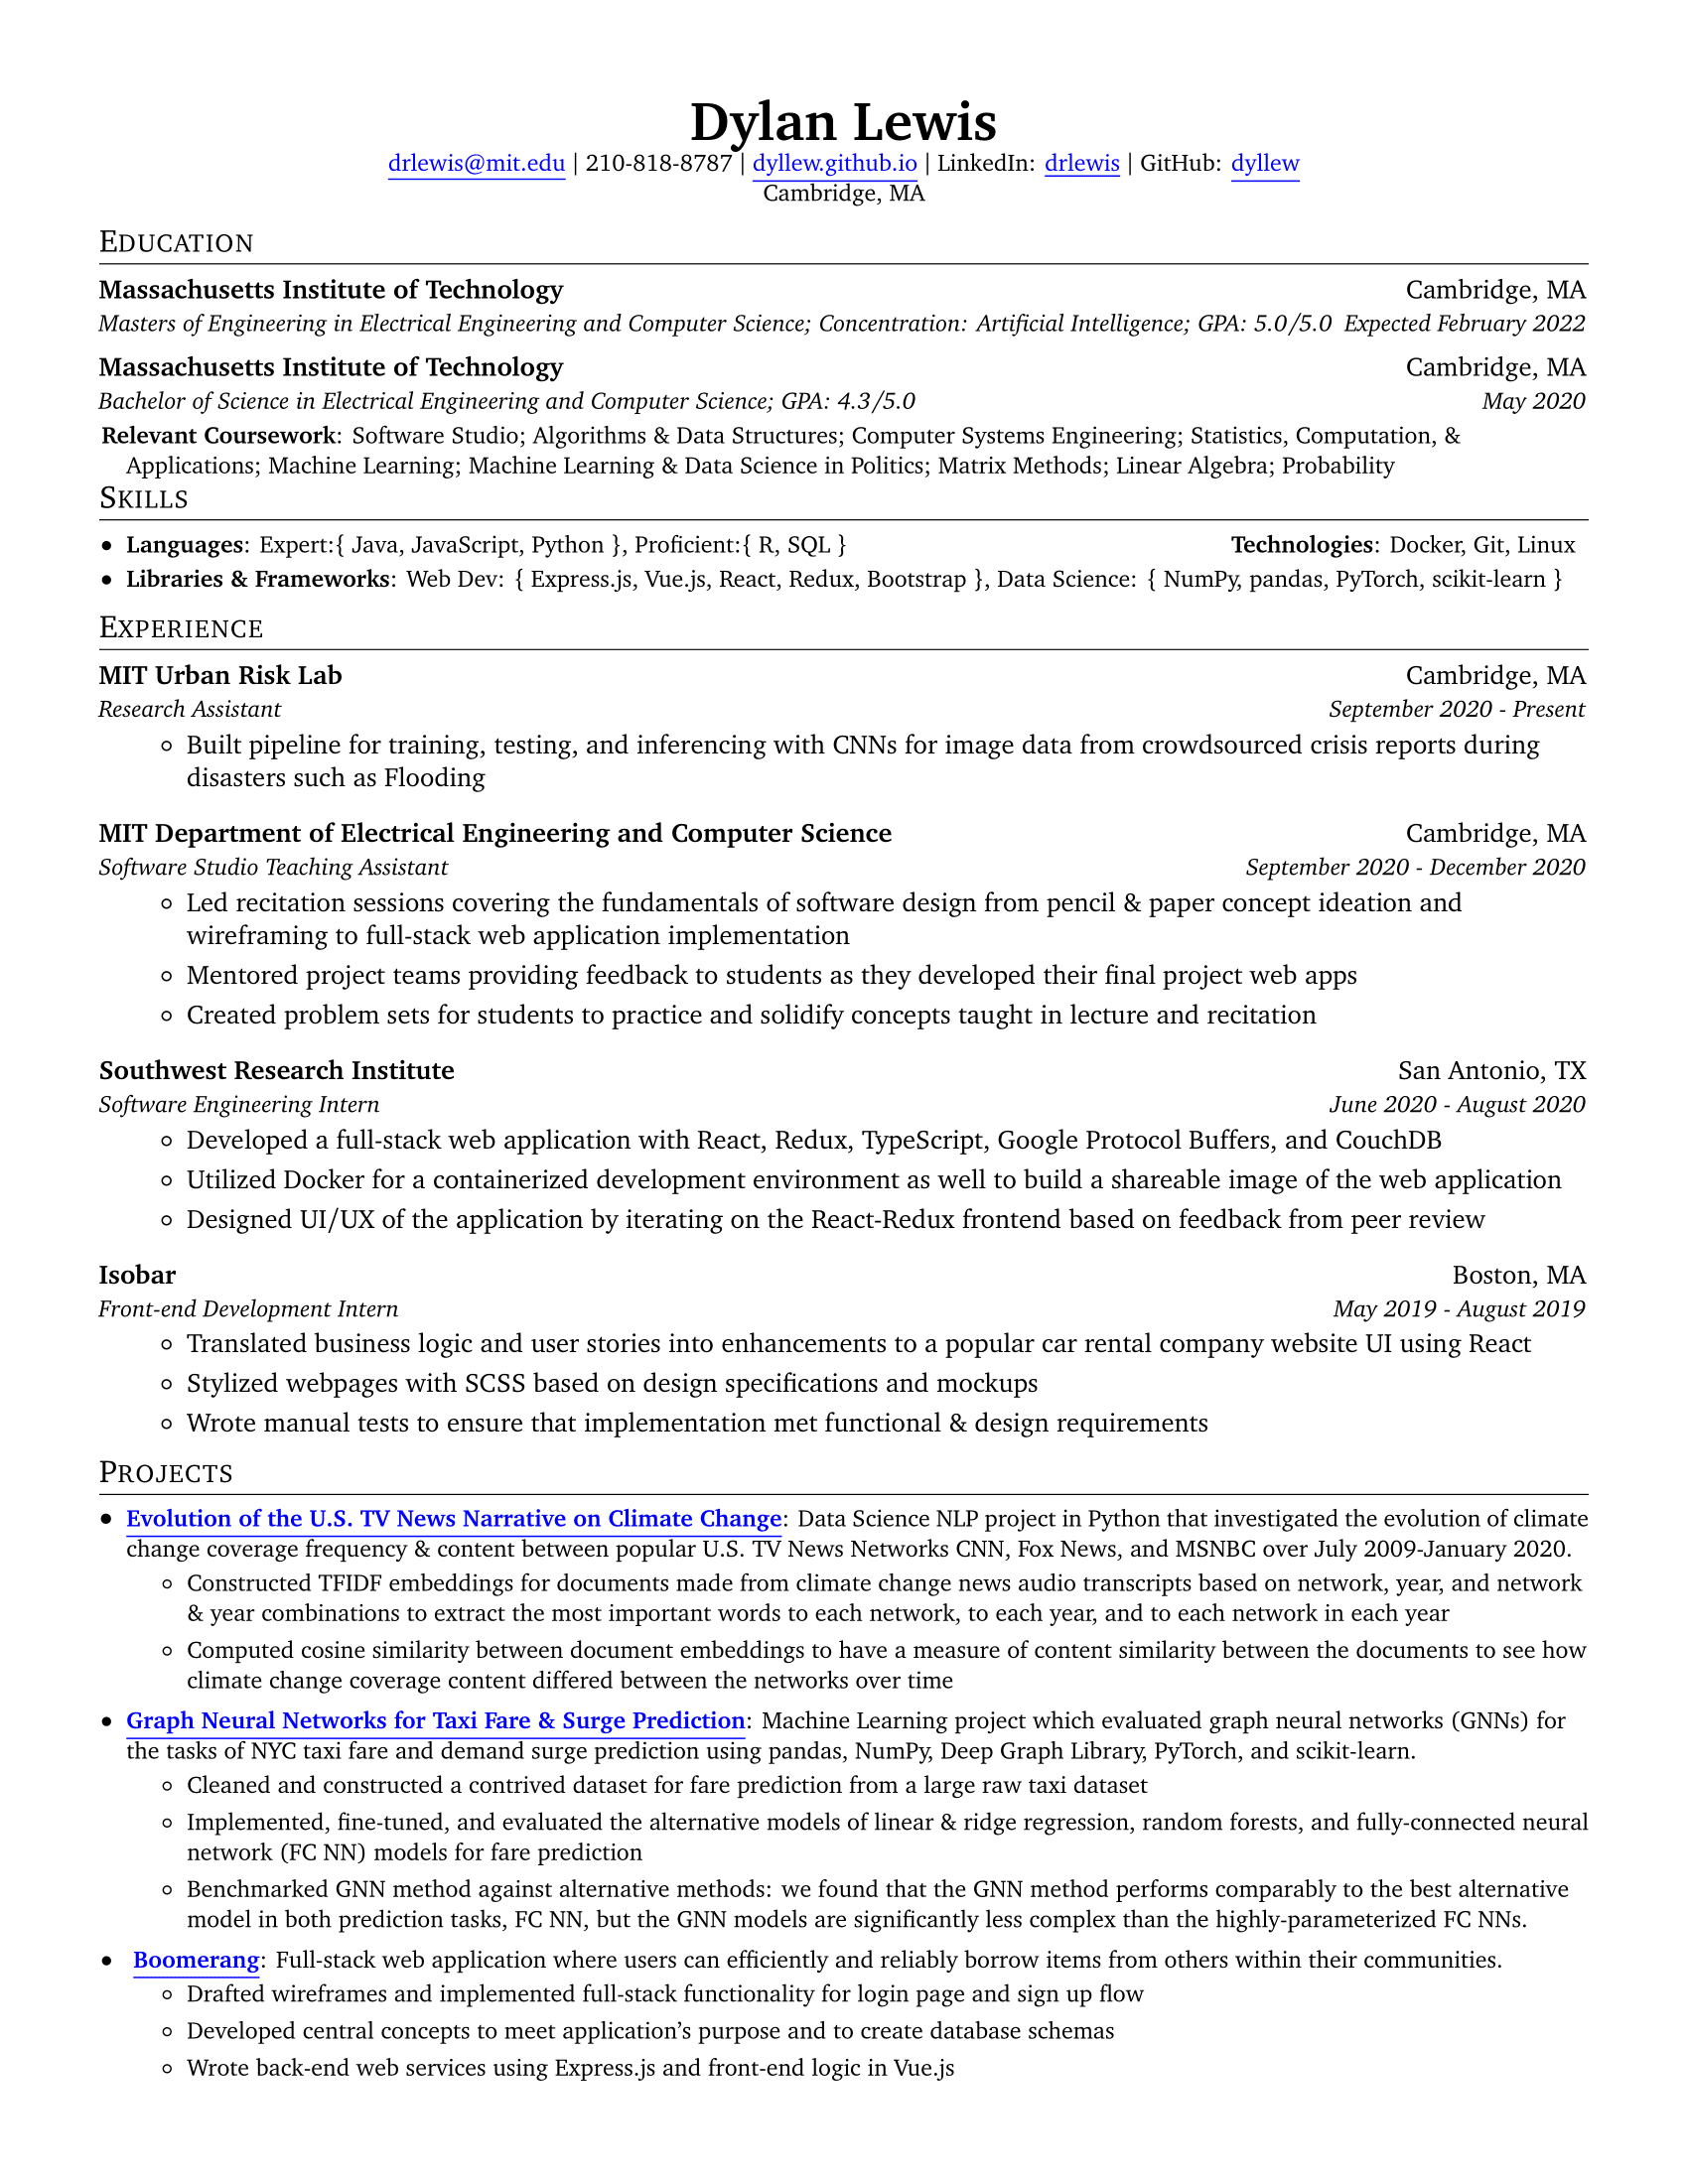 Dylan Lewis
drlewis@mit.edu | 210-818-8787 | dyllew.github.io | LinkedIn: drlewis | GitHub: dyllew
Cambridge, MA
EDUCATION
Massachusetts Institute of Technology Cambridge, MA
Masters of Engineering in Electrical Engineering and Computer Science; Concentration: Artificial Intelligence; GPA: 5.0/5.0 Expected February 2022
Massachusetts Institute of Technology Cambridge, MA
Bachelor of Science in Electrical Engineering and Computer Science; GPA: 4.3/5.0 May 2020
Relevant Coursework: Software Studio; Algorithms & Data Structures; Computer Systems Engineering; Statistics, Computation, &
Applications; Machine Learning; Machine Learning & Data Science in Politics; Matrix Methods; Linear Algebra; Probability
SKILLS
• Languages: Expert:{ Java, JavaScript, Python }, Proficient:{ R, SQL } Technologies: Docker, Git, Linux
• Libraries & Frameworks: Web Dev: { Express.js, Vue.js, React, Redux, Bootstrap }, Data Science: { NumPy, pandas, PyTorch, scikit-learn }
EXPERIENCE
MIT Urban Risk Lab Cambridge, MA
Research Assistant September 2020 - Present
◦ Built pipeline for training, testing, and inferencing with CNNs for image data from crowdsourced crisis reports during
disasters such as Flooding
MIT Department of Electrical Engineering and Computer Science Cambridge, MA
Software Studio Teaching Assistant September 2020 - December 2020
◦ Led recitation sessions covering the fundamentals of software design from pencil & paper concept ideation and
wireframing to full-stack web application implementation
◦ Mentored project teams providing feedback to students as they developed their final project web apps
◦ Created problem sets for students to practice and solidify concepts taught in lecture and recitation
Southwest Research Institute San Antonio, TX
Software Engineering Intern June 2020 - August 2020
◦ Developed a full-stack web application with React, Redux, TypeScript, Google Protocol Buffers, and CouchDB
◦ Utilized Docker for a containerized development environment as well to build a shareable image of the web application
◦ Designed UI/UX of the application by iterating on the React-Redux frontend based on feedback from peer review
Isobar Boston, MA
Front-end Development Intern May 2019 - August 2019
◦ Translated business logic and user stories into enhancements to a popular car rental company website UI using React
◦ Stylized webpages with SCSS based on design specifications and mockups
◦ Wrote manual tests to ensure that implementation met functional & design requirements
PROJECTS
• Evolution of the U.S. TV News Narrative on Climate Change: Data Science NLP project in Python that investigated the evolution of climate
change coverage frequency & content between popular U.S. TV News Networks CNN, Fox News, and MSNBC over July 2009-January 2020.
◦ Constructed TFIDF embeddings for documents made from climate change news audio transcripts based on network, year, and network
& year combinations to extract the most important words to each network, to each year, and to each network in each year
◦ Computed cosine similarity between document embeddings to have a measure of content similarity between the documents to see how
climate change coverage content differed between the networks over time
• Graph Neural Networks for Taxi Fare & Surge Prediction: Machine Learning project which evaluated graph neural networks (GNNs) for
the tasks of NYC taxi fare and demand surge prediction using pandas, NumPy, Deep Graph Library, PyTorch, and scikit-learn.
◦ Cleaned and constructed a contrived dataset for fare prediction from a large raw taxi dataset
◦ Implemented, fine-tuned, and evaluated the alternative models of linear & ridge regression, random forests, and fully-connected neural
network (FC NN) models for fare prediction
◦ Benchmarked GNN method against alternative methods: we found that the GNN method performs comparably to the best alternative
model in both prediction tasks, FC NN, but the GNN models are significantly less complex than the highly-parameterized FC NNs.
• Boomerang: Full-stack web application where users can efficiently and reliably borrow items from others within their communities.
◦ Drafted wireframes and implemented full-stack functionality for login page and sign up flow
◦ Developed central concepts to meet application's purpose and to create database schemas
◦ Wrote back-end web services using Express.js and front-end logic in Vue.js